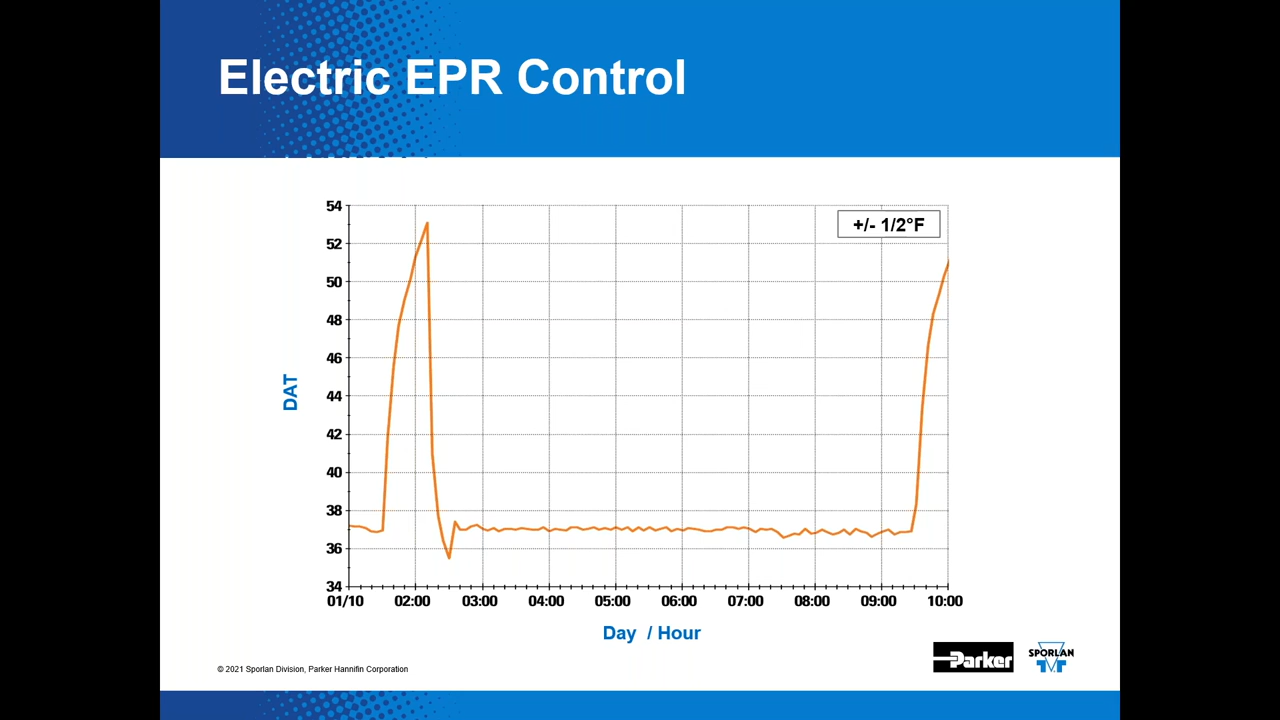 Electric EPR Control
+/- 1/2°F
54
52
50
48
46
44
42
40
38
36
34
DAT
01/10 02:00 03:00 04:00 05:00 06:00 07:00 08:00 09:00 10:00
Day / Hour
© 2021 Sporlan Division, Parker Hannifin Corporation
Parker
SPORLAN